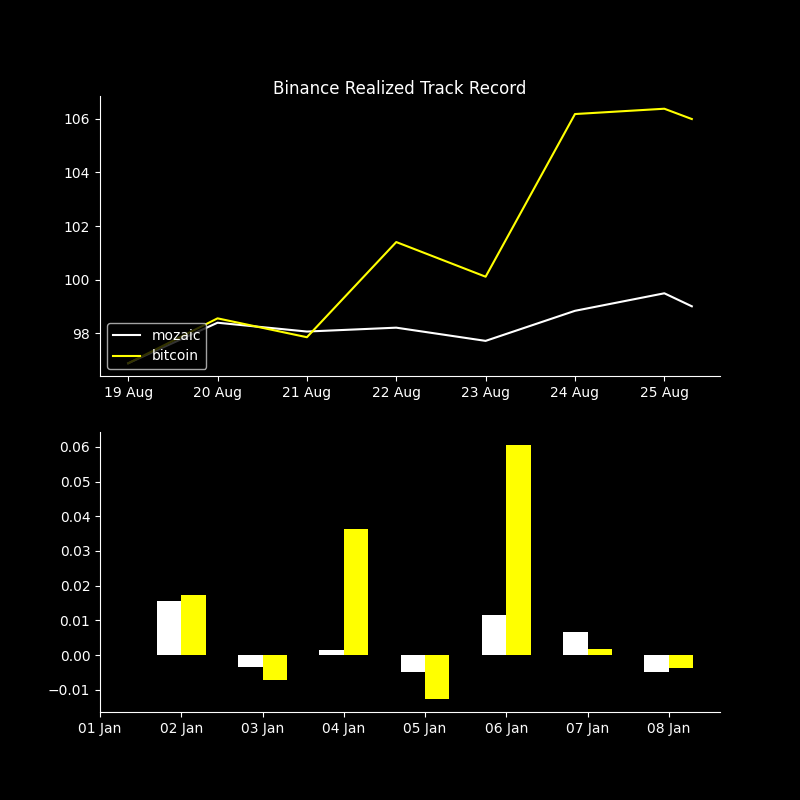 Binance Realized Track Record
106
104
102
100
98
mozaic
bitcoin
19 Aug 20 Aug 21 Aug 22 Aug 23 Aug 24 Aug 25 Aug
0.06
0.05
0.04
0.03
0.02
0.01
0.00
−0.01
01 Jan 02 Jan 03 Jan 04 Jan 05 Jan 06 Jan 07 Jan 08 Jan